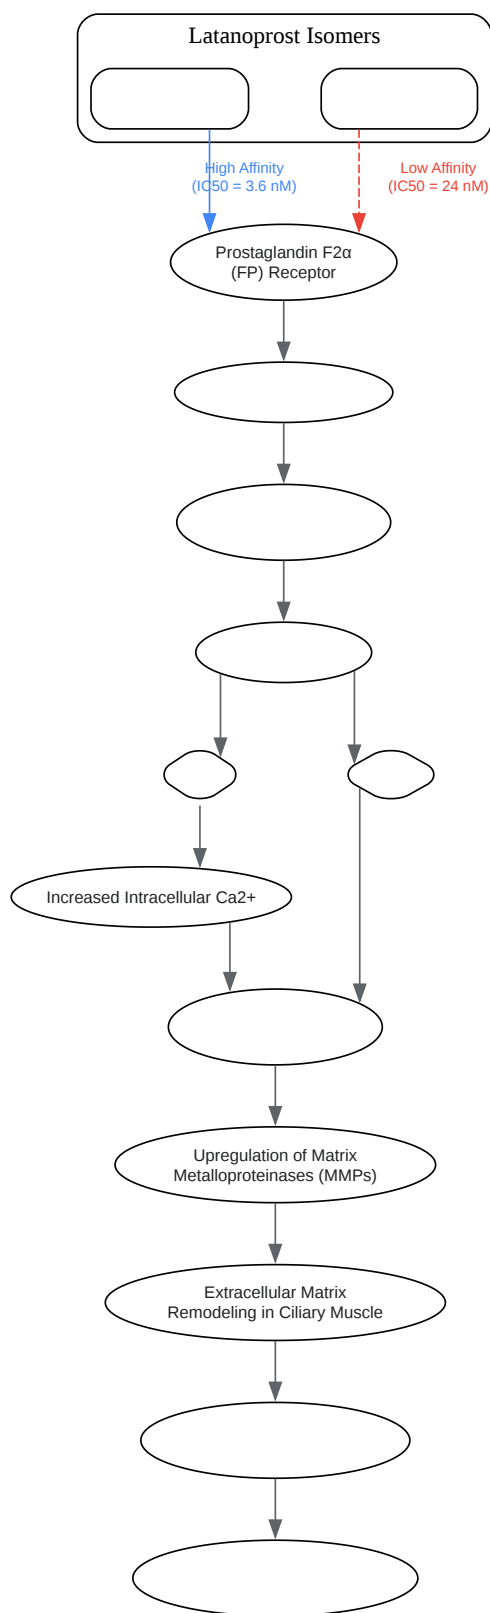 Latanoprost Isomers
High Affinity
(IC50 = 3.6 nM)
Low Affinity
(IC50 = 24 nM)
Prostaglandin F2α
(FP) Receptor
Increased Intracellular Ca2+
Upregulation of Matrix
Metalloproteinases (MMPs)
Extracellular Matrix
Remodeling in Ciliary Muscle